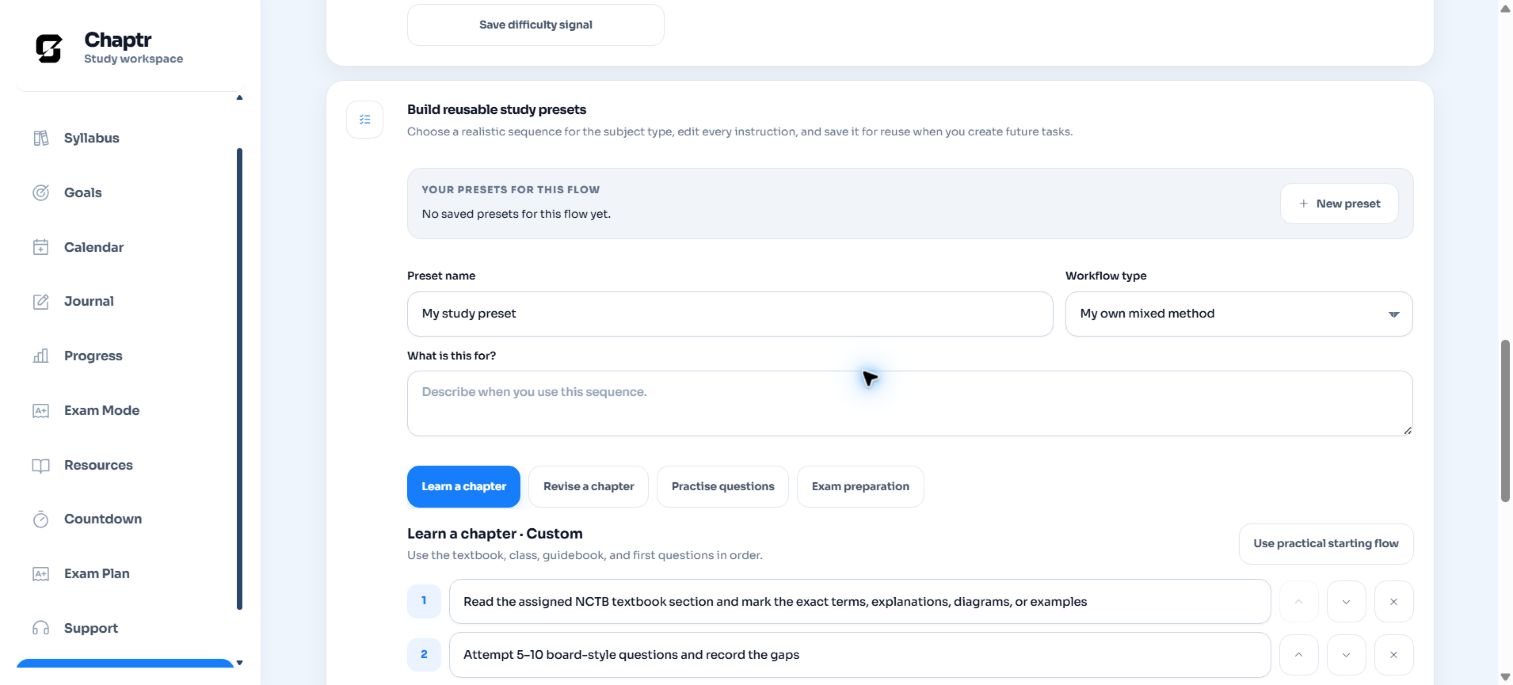 Chaptr
Study workspace
Syllabus
Goals
Calendar
Journal
Progress
Exam Mode
Resources
Countdown
Exam Plan
Support
Save difficulty signal
Build reusable study presets
Choose a realistic sequence for the subject type, edit every instruction, and save it for reuse when you create future tasks.
YOUR PRESETS FOR THIS FLOW
No saved presets for this flow yet.
+ New preset
Preset name
Workflow type
My study preset
My own mixed method
What is this for?
Describe when you use this sequence.
Learn a chapter
Revise a chapter
Practise questions
Exam preparation
Learn a chapter · Custom
Use the textbook, class, guidebook, and first questions in order.
Use practical starting flow
1 Read the assigned NCTB textbook section and mark the exact terms, explanations, diagrams, or examples
2 Attempt 5–10 board-style questions and record the gaps